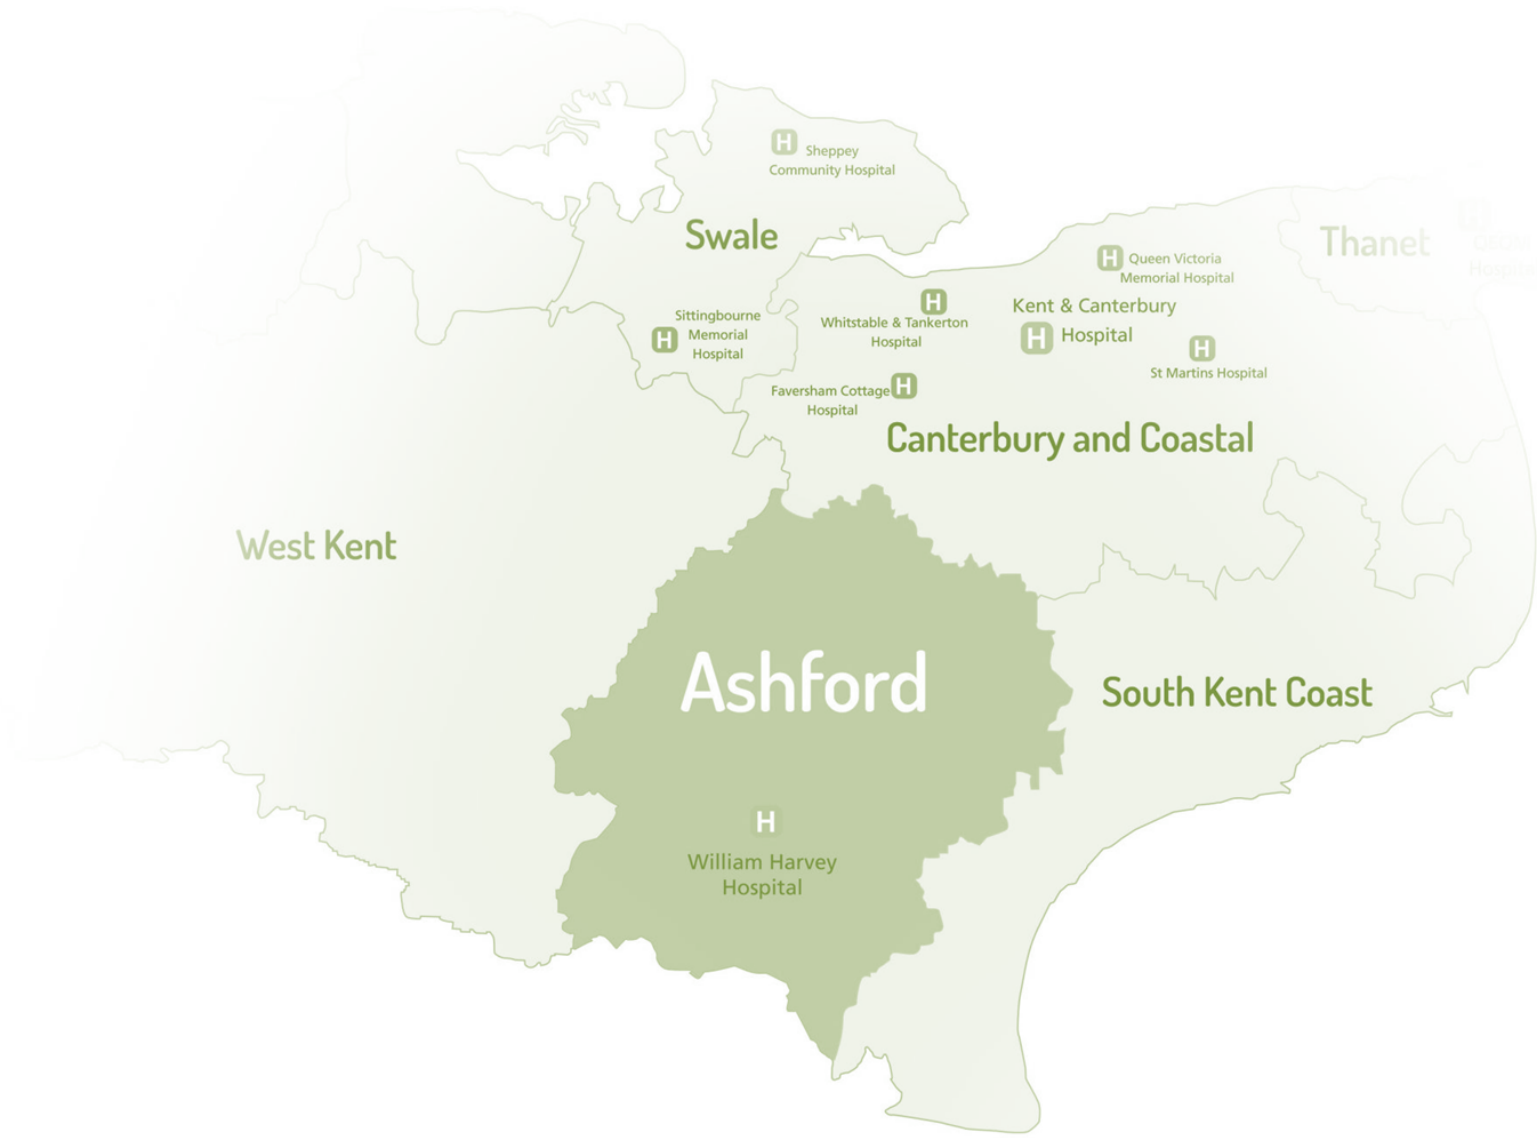 H
Sheppey
Community Hospital
Swale
Thanet
H
Queen Victoria
Memorial Hospital
H
Hospital
Sittingbourne
H
Memorial
Hospital
H
Whitstable & Tankerton
Hospital
Kent & Canterbury
H
Hospital
H
St Martins Hospital
Faversham Cottage
H
Hospital
Canterbury and Coastal
West Kent
Ashford
South Kent Coast
H
William Harvey
Hospital